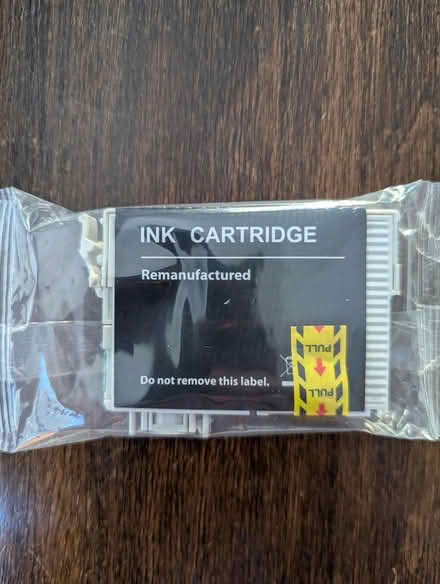 INK CARTRIDGE
Remanufactured
Do not remove this label.
PULL
PULL